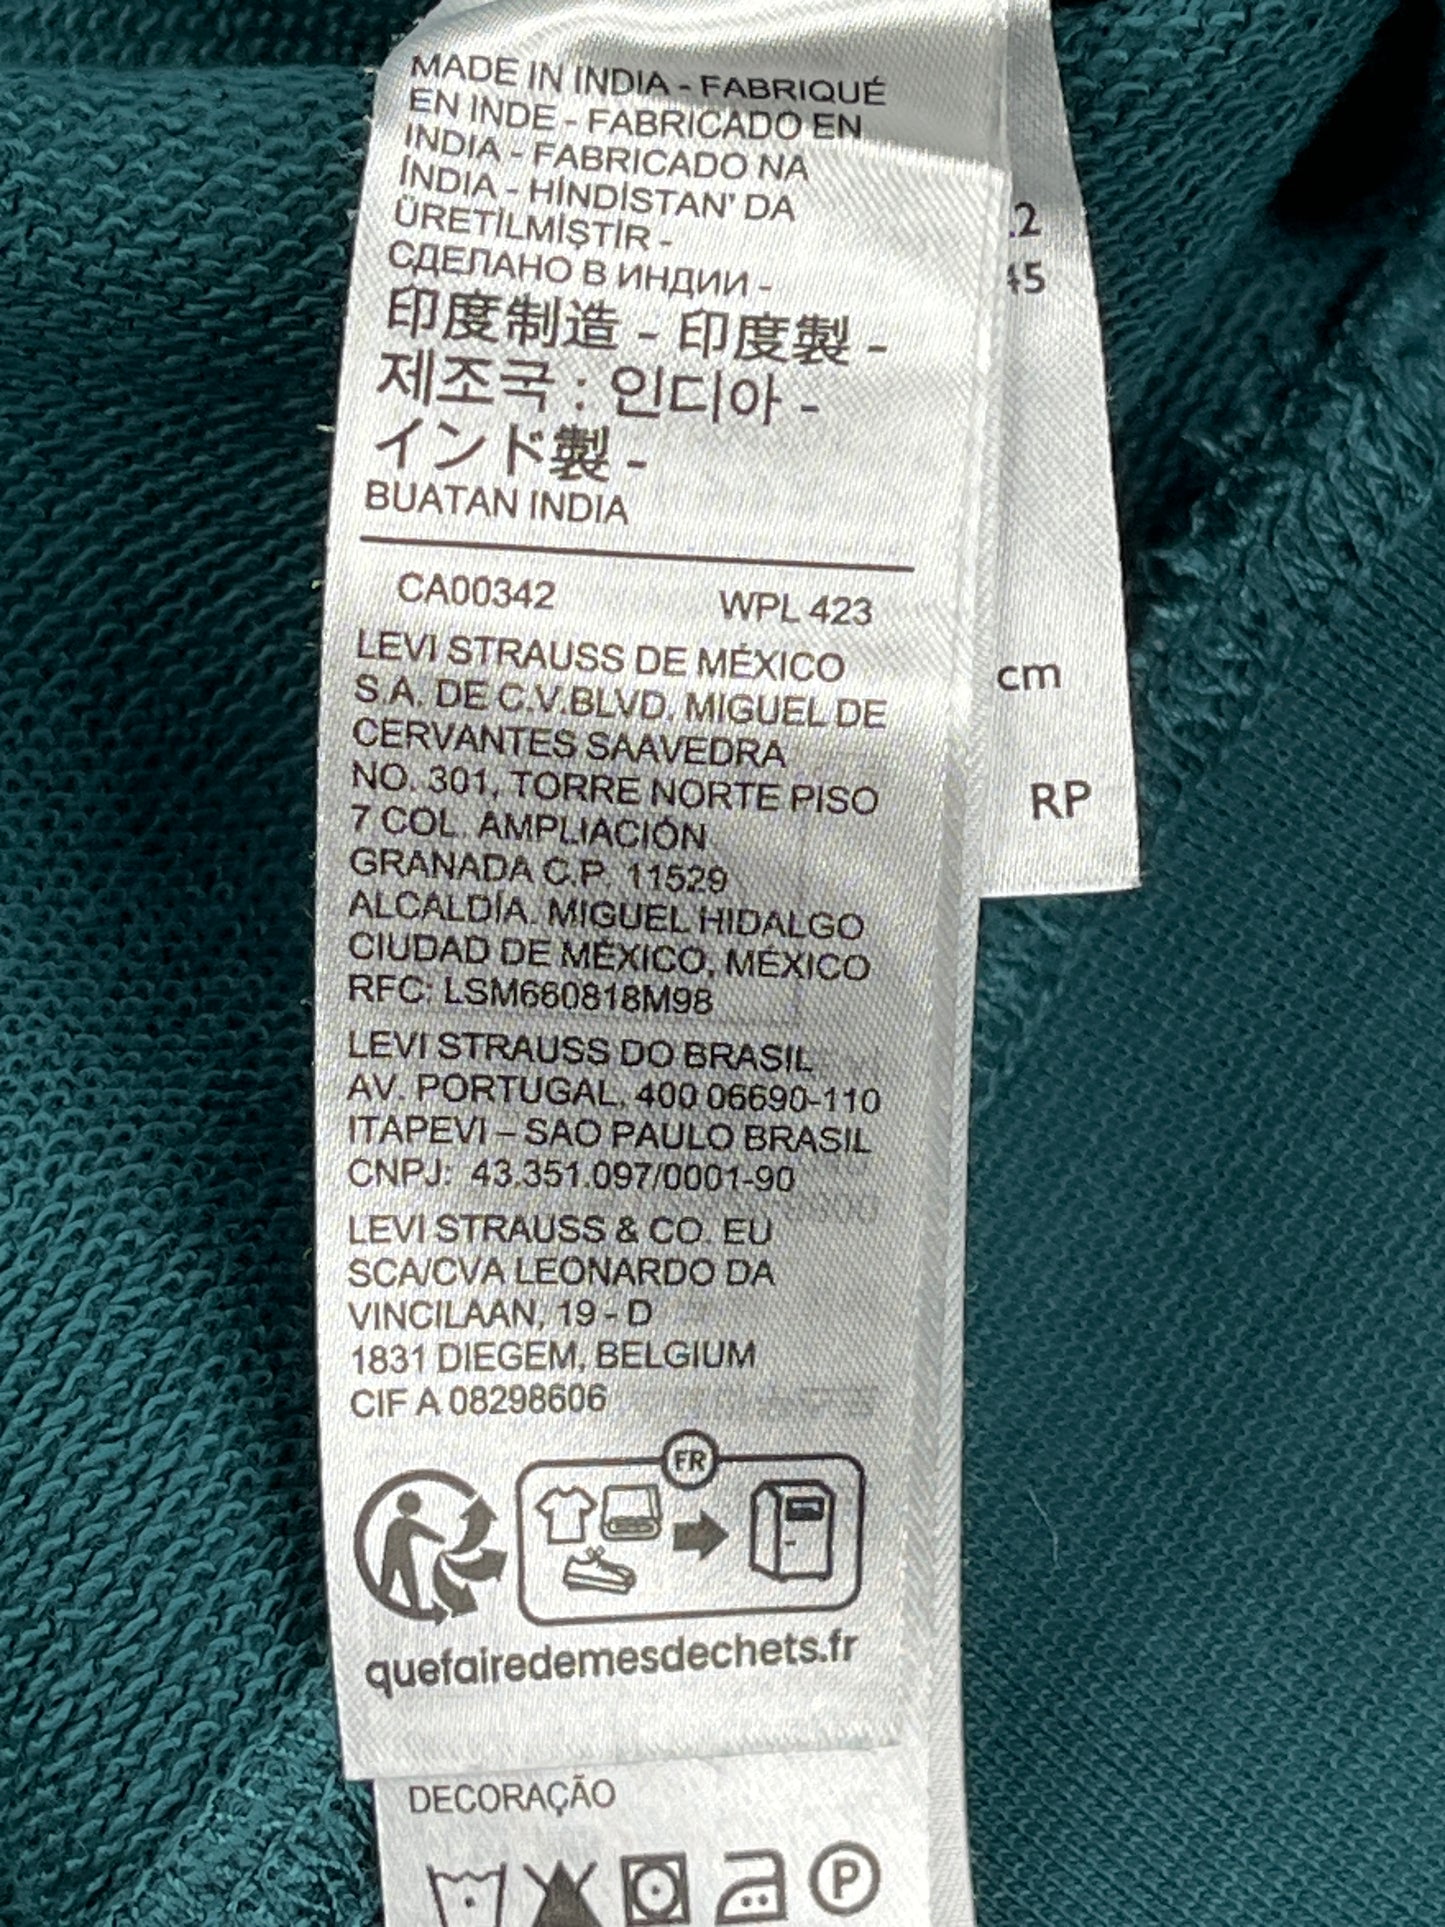 MADE IN INDIA - FABRIQUÉ
EN INDE - FABRICADO EN
INDIA - FABRICADO NA
ÍNDIA - HİNDİSTAN' DA
ÜRETİLMİŞTİR -
СДЕЛАНО В ИНДИИ -
印度制造 - 印度製 -
제조국 : 인디아 -
インド製 -
BUATAN INDIA
CA00342 WPL 423
LEVI STRAUSS DE MÉXICO
S.A. DE C.V.BLVD. MIGUEL DE
CERVANTES SAAVEDRA
NO. 301, TORRE NORTE PISO
7 COL. AMPLIACIÓN
GRANADA C.P. 11529
ALCALDÍA. MIGUEL HIDALGO
CIUDAD DE MÉXICO, MÉXICO
RFC: LSM660818M98
LEVI STRAUSS DO BRASIL
AV. PORTUGAL, 400 06690-110
ITAPEVI – SAO PAULO BRASIL
CNPJ: 43.351.097/0001-90
LEVI STRAUSS & CO. EU
SCA/CVA LEONARDO DA
VINCILAAN, 19 - D
1831 DIEGEM, BELGIUM
CIF A 08298606
FR
quefairedemesdechets.fr
DECORAÇÃO
P
cm
RP